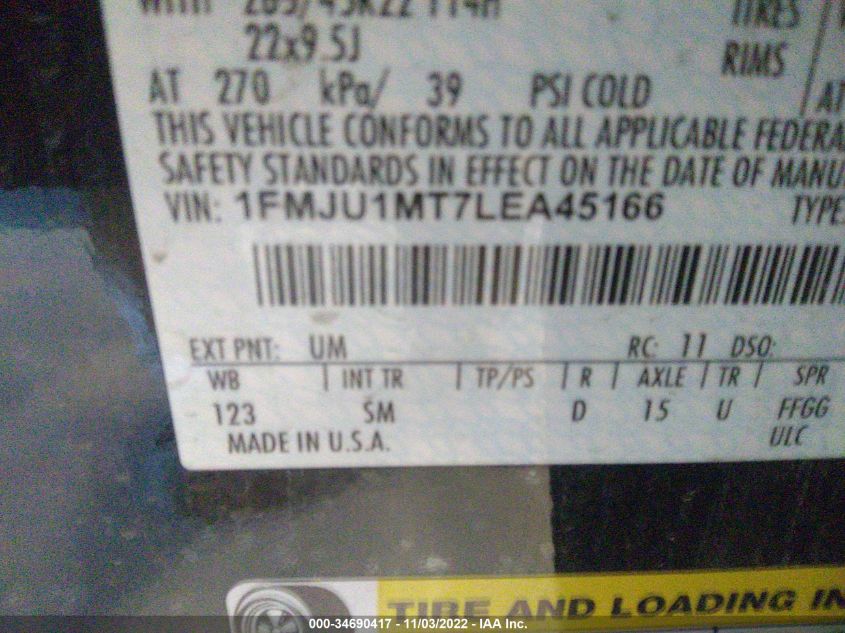 22x9.5J
TIRES
RIMS
AT 270 kPa/ 39 PSI COLD
THIS VEHICLE CONFORMS TO ALL APPLICABLE FEDERA
SAFETY STANDARDS IN EFFECT ON THE DATE OF MANU
VIN: 1FMJU1MT7LEA45166 TYPE:
EXT PNT: UM RC: 11 DSO:
WB INT TR TP/PS R AXLE TR SPR
123 SM D 15 U FFGG
MADE IN U.S.A. ULC
TIRE AND LOADING IN
000-34690417 - 11/03/2022 - IAA Inc.